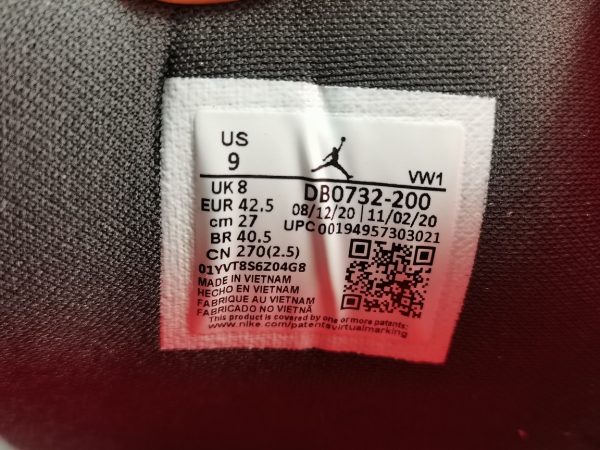 US
9
VW1
UK 8
DB0732-200
EUR 42.5
08/12/20 | 11/02/20
cm 27
UPC 00194957303021
BR 40.5
CN 270(2.5)
01YVT8S6Z04G8
MADE IN VIETNAM
HECHO EN VIETNAM
FABRIQUE AU VIETNAM
FABRICADO NO VIETNÃ
This product is covered by one or more patents:
www.nike.com/patentsvirtualmarking